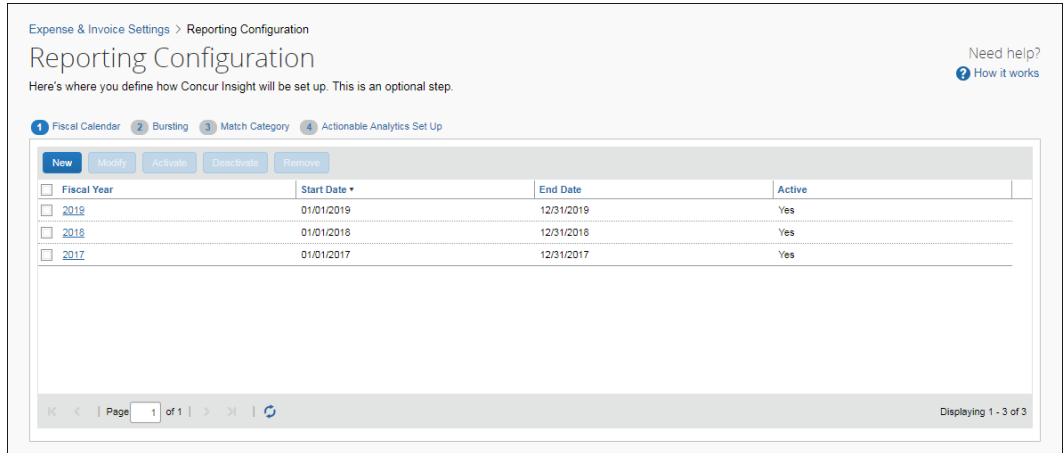 Expense & Invoice Settings > Reporting Configuration
Reporting Configuration
Need help?
Here's where you define how Concur Insight will be set up. This is an optional step.
? How it works
1 Fiscal Calendar 2 Bursting 3 Match Category 4 Actionable Analytics Set Up
New Modify Activate Deactivate Remove
Fiscal Year Start Date ▾ End Date Active
2019 01/01/2019 12/31/2019 Yes
2018 01/01/2018 12/31/2018 Yes
2017 01/01/2017 12/31/2017 Yes
Page 1 of 1 Displaying 1 - 3 of 3